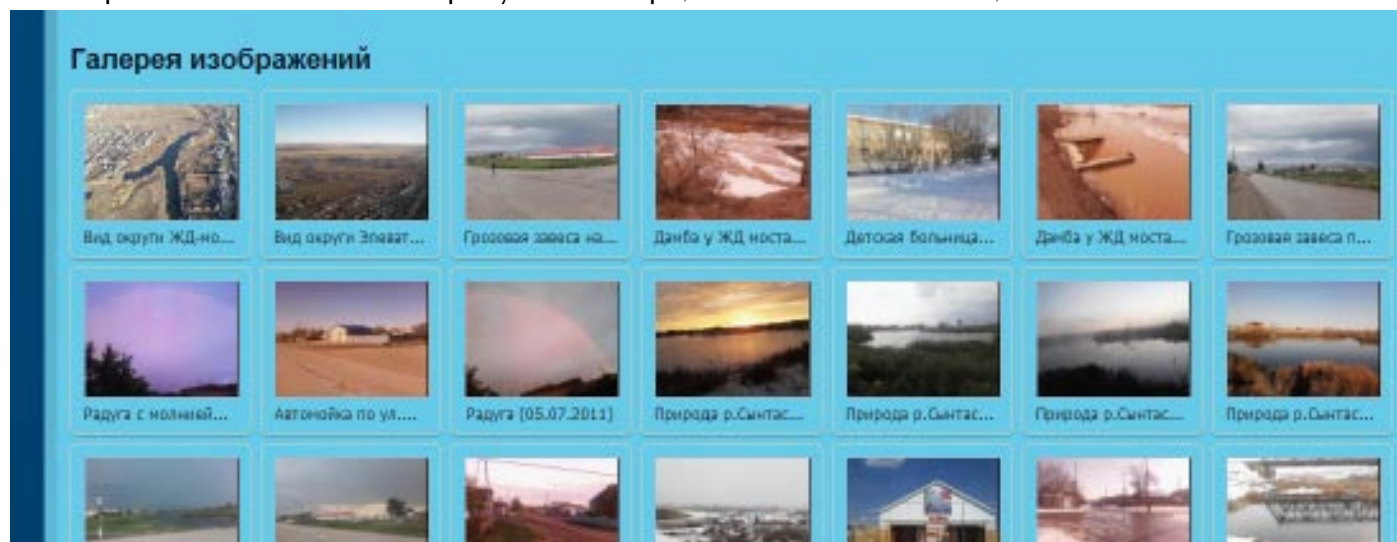 Галерея изображений
Вид округи ЖД-мо...
Вид округи Элеват...
Грозовая завеса на...
Дамба у ЖД моста...
Детская больница...
Дамба у ЖД моста...
Грозовая завеса п...
Радуга с молнией...
Автомойка по ул....
Радуга [05.07.2011]
Природа р.Сынтас...
Природа р.Сынтас...
Природа р.Сынтас...
Природа р.Сынтас...